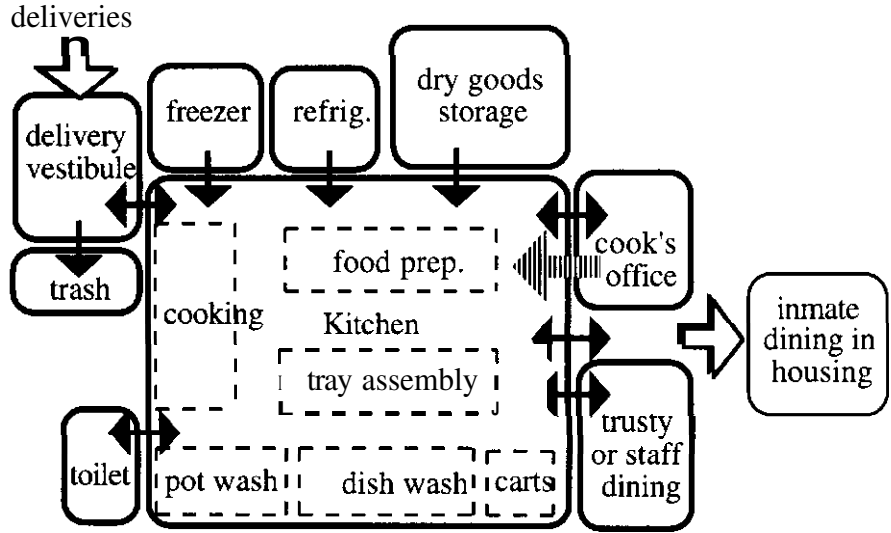 deliveries
delivery
vestibule
freezer
refrig.
dry goods
storage
trash
cooking
food prep.
Kitchen
tray assembly
cook's
office
inmate
dining in
housing
toilet
pot wash
dish wash
carts
trusty
or staff
dining